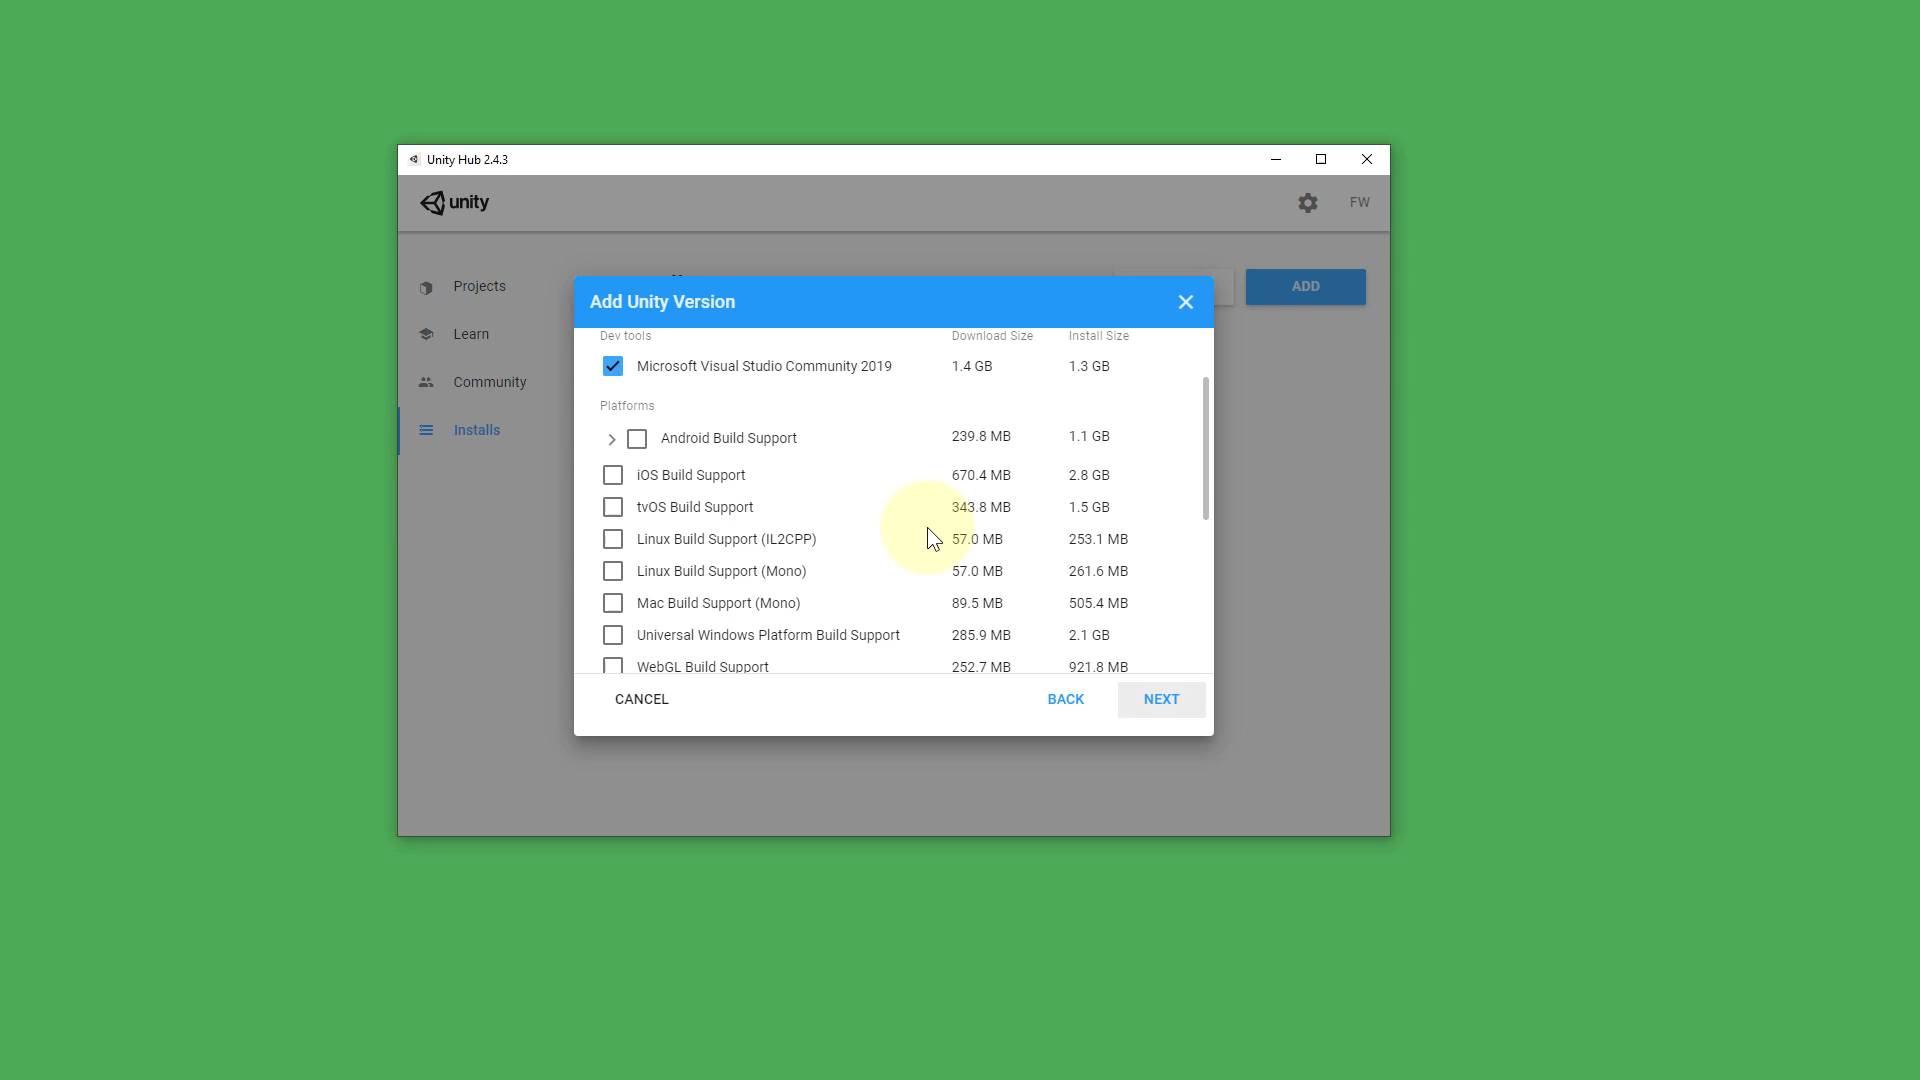 Unity Hub 2.4.3
unity
FW
Projects
Learn
Community
Installs
ADD
Add Unity Version
Dev tools Download Size Install Size
Microsoft Visual Studio Community 2019 1.4 GB 1.3 GB
Platforms
Android Build Support 239.8 MB 1.1 GB
iOS Build Support 670.4 MB 2.8 GB
tvOS Build Support 343.8 MB 1.5 GB
Linux Build Support (IL2CPP) 57.0 MB 253.1 MB
Linux Build Support (Mono) 57.0 MB 261.6 MB
Mac Build Support (Mono) 89.5 MB 505.4 MB
Universal Windows Platform Build Support 285.9 MB 2.1 GB
WebGL Build Support 252.7 MB 921.8 MB
CANCEL BACK NEXT